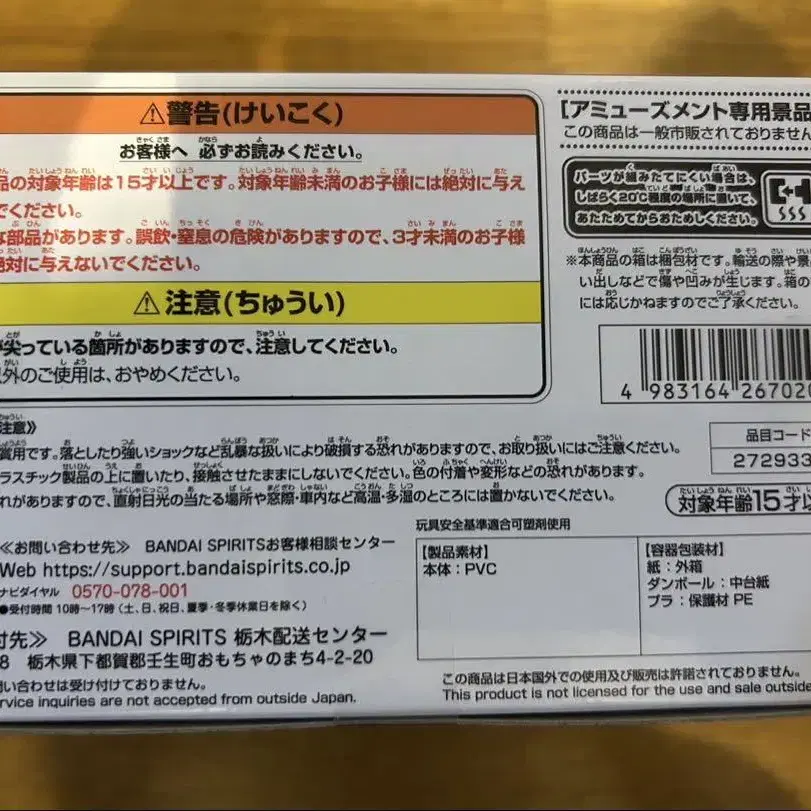 ⚠警告(けいこく)
お客様へ 必ずお読みください。
品の対象年齢は15才以上です。対象年齢未満のお子様には絶対に与え
でください。
な部品があります。誤飲・窒息の危険がありますので、3才未満のお子様
絶対に与えないでください。
⚠注意(ちゅうい)
が尖っている箇所がありますので、注意してください。
以外のご使用は、おやめください。
注意》
賞用です。落としたり強いショックなど乱暴な扱いにより破損する恐れがありますので、お取り扱いにはご注意ください。
ラスチック製品の上に置いたり、接触させたままにしないでください。色の付着や変形などの恐れがあります。
れがありますので、直射日光の当たる場所や窓際・車内など高温・多湿のところには置かないでください。
≪お問い合わせ先≫ BANDAI SPIRITSお客様相談センター
Web https://support.bandaispirits.co.jp
ナビダイヤル 0570-078-001
●受付時間 10時〜17時(土、日、祝日、夏季・冬季休業日を除く)
付先≫ BANDAI SPIRITS 栃木配送センター
8 栃木県下都賀郡壬生町おもちゃのまち4-2-20
問い合わせは受け付けておりません。
rvice inquiries are not accepted from outside Japan.
【アミューズメント専用景品
この商品は一般市販されておりません
パーツが組みたてにくい場合は、
しばらく20℃程度の場所に置いて、
あたためてからおためしください。
※本商品の箱は梱包材です。輸送の際や景
い出しなどで傷や凹みが生じます。箱の
には応じかねますのでご了承ください。
4 983164 26702
品目コード
272933
対象年齢15才以
玩具安全基準適合可塑剤使用
【製品素材】
本体:PVC
【容器包装材】
紙:外箱
ダンボール:中台紙
プラ:保護材 PE
この商品は日本国外での使用及び販売は許諾されておりませ
This product is not licensed for the use and sale outside